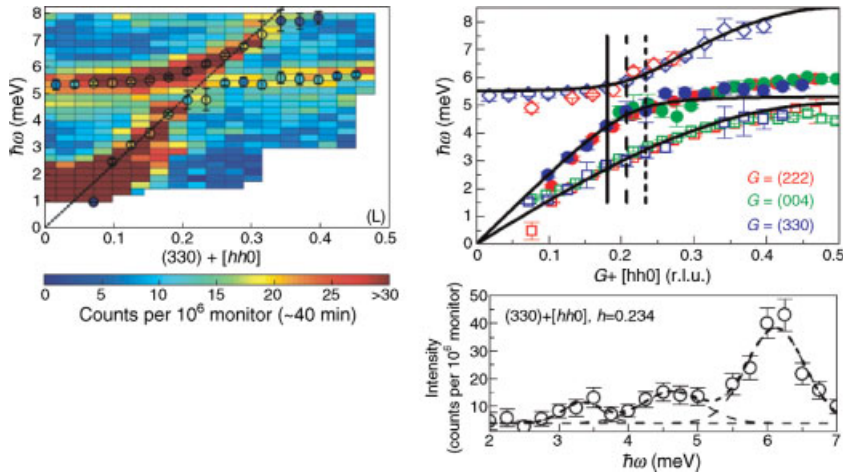 8
7
6
5
4
3
2
1
0
ħω (meV)
0 0.1 0.2 0.3 0.4 0.5
(L)
(330) + [hh0]
0 5 10 15 20 25 >30
Counts per 10⁶ monitor (~40 min)
8
7
6
5
4
3
2
1
0
ħω (meV)
G = (222)
G = (004)
G = (330)
0 0.1 0.2 0.3 0.4 0.5
G+ [hh0] (r.l.u.)
50
40
30
20
10
Intensity
(counts per 10⁶ monitor)
(330)+[hh0], h=0.234
2 3 4 5 6 7
ħω (meV)